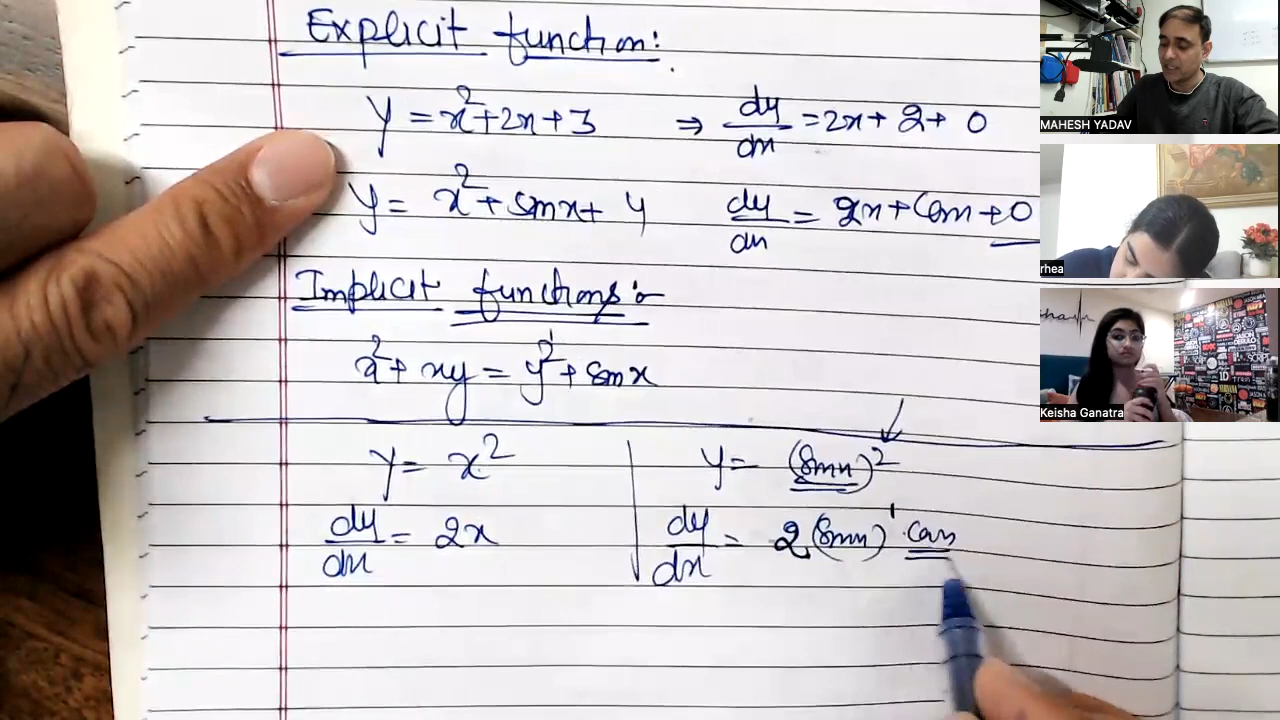 Explicit function:
y = x²+2x+3 ⇒ dy/dx = 2x + 2 + 0
y = x² + sinx + 4 dy/dx = 2x + cosx + 0
Implicit functions :-
x² + xy = y² + sinx
y = x² y = (sinx)²
dy/dx = 2x dy/dx = 2(sinx)¹ · cosx
MAHESH YADAV
rhea
Keisha Ganatra